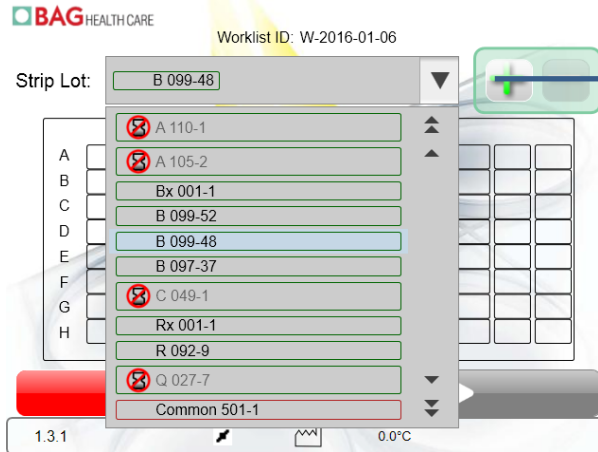 BAG HEALTH CARE
Worklist ID: W-2016-01-06
Strip Lot: B 099-48
A 110-1
A 105-2
Bx 001-1
B 099-52
B 099-48
B 097-37
C 049-1
Rx 001-1
R 092-9
Q 027-7
Common 501-1
A
B
C
D
E
F
G
H
1.3.1 0.0°C